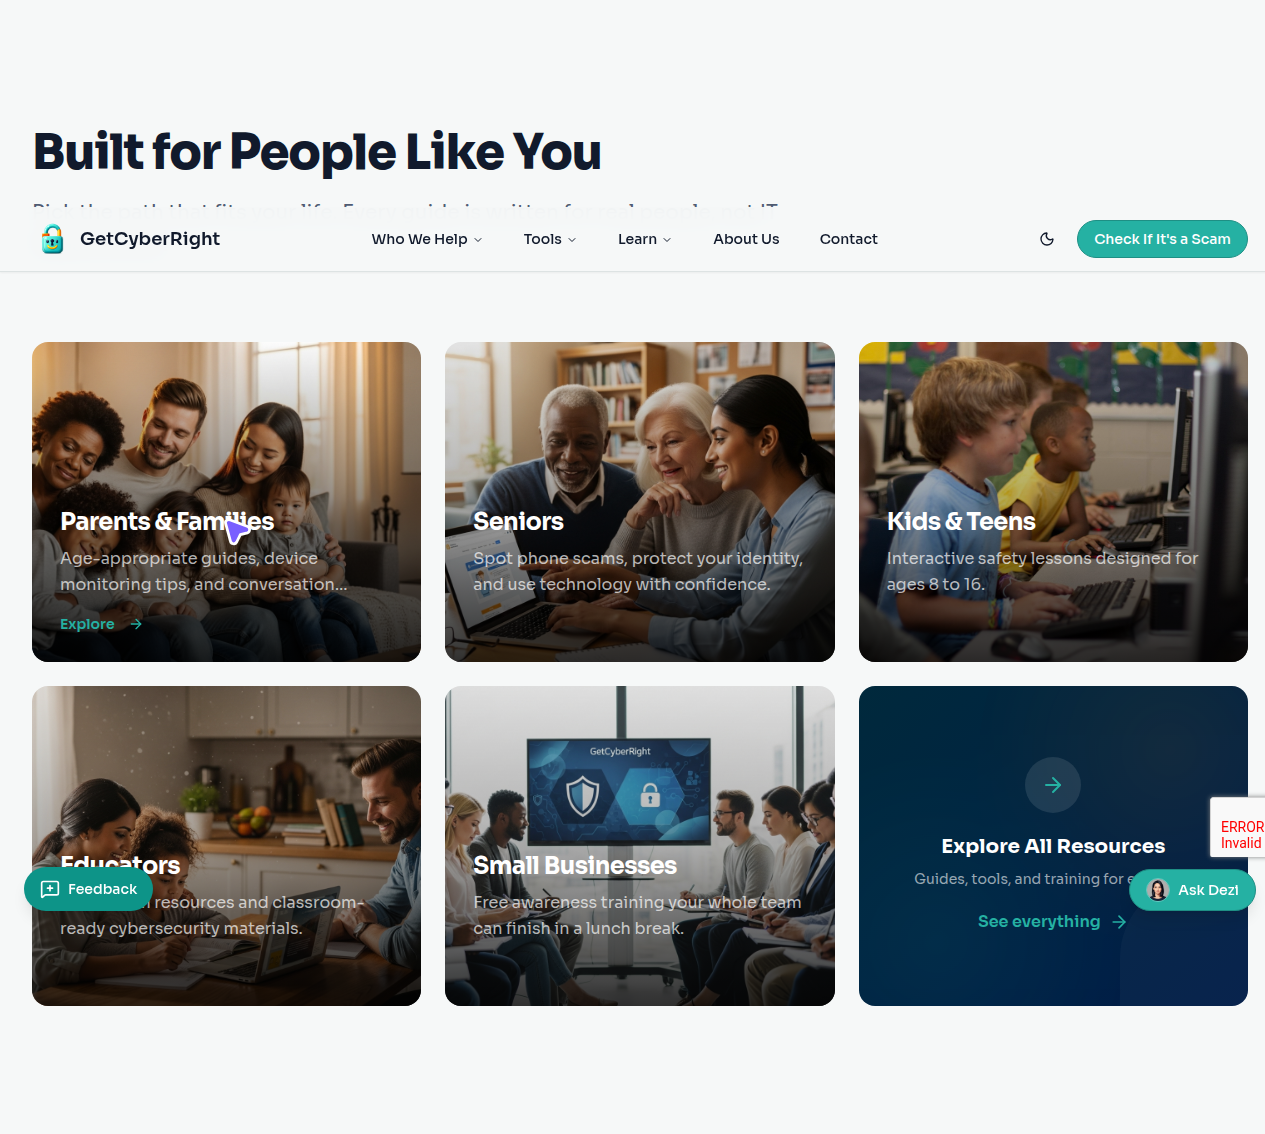 Built for People Like You
GetCyberRight
Who We Help
Tools
Learn
About Us
Contact
Check If It's a Scam
Parents & Families
Age-appropriate guides, device
monitoring tips, and conversation...
Explore
Seniors
Spot phone scams, protect your identity,
and use technology with confidence.
Kids & Teens
Interactive safety lessons designed for
ages 8 to 16.
Educators
resources and classroom-
ready cybersecurity materials.
Feedback
GetCyberRight
Small Businesses
Free awareness training your whole team
can finish in a lunch break.
Explore All Resources
Guides, tools, and training for
See everything
ERROR
Invalid
Ask Dezi